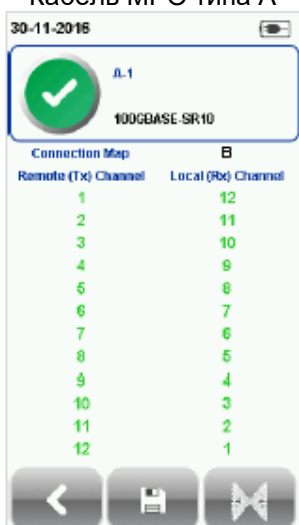 Кабель MPO типа A
30-11-2016
Д-1
100GBASE-SR10
Connection Map B
Remote (Tx) Channel Local (Rx) Channel
1 12
2 11
3 10
4 9
5 8
6 7
7 6
8 5
9 4
10 3
11 2
12 1